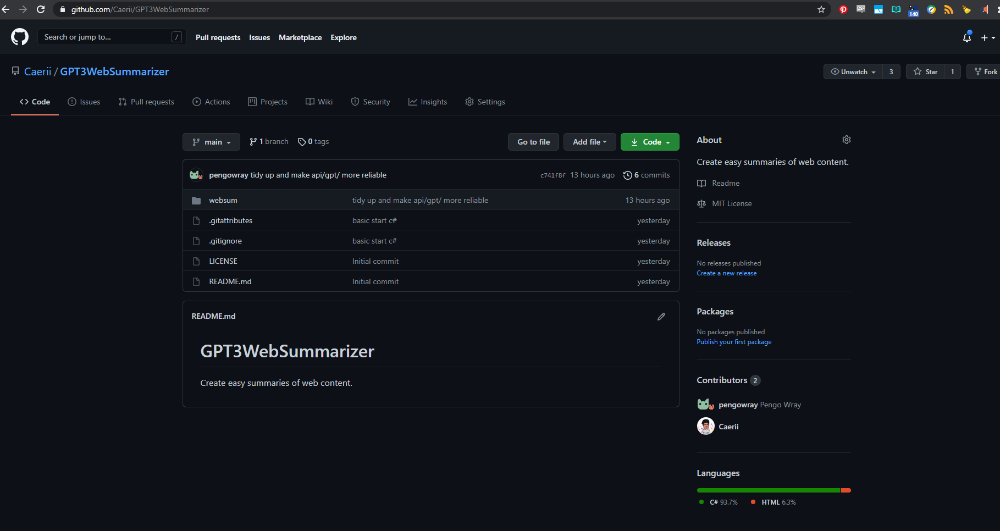 github.com/Caerii/GPT3WebSummarizer
CSP
140
Search or jump to... /
Pull requests Issues Marketplace Explore
Caerii / GPT3WebSummarizer
Unwatch 3 Star 1 Fork
Code Issues Pull requests Actions Projects Wiki Security Insights Settings
main 1 branch 0 tags Go to file Add file Code
pengowray tidy up and make api/gpt/ more reliable c741f8f 13 hours ago 6 commits
websum tidy up and make api/gpt/ more reliable 13 hours ago
.gitattributes basic start c# yesterday
.gitignore basic start c# yesterday
LICENSE Initial commit yesterday
README.md Initial commit yesterday
README.md
GPT3WebSummarizer
Create easy summaries of web content.
About
Create easy summaries of web content.
Readme
MIT License
Releases
No releases published
Create a new release
Packages
No packages published
Publish your first package
Contributors 2
pengowray Pengo Wray
Caerii
Languages
C# 93.7% HTML 6.3%